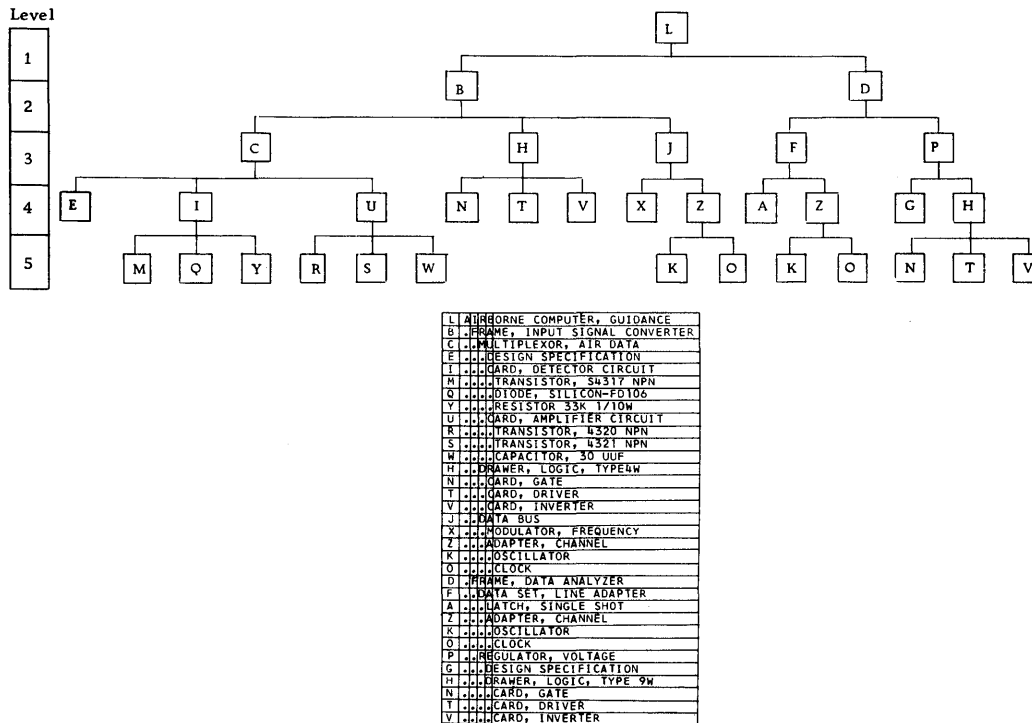 Level
L
1
B D
2
C H J F P
3
E I U N T V X Z A Z G H
4
M Q Y R S W K O K O N T V
5
L AIRBORNE COMPUTER, GUIDANCE
B .FRAME, INPUT SIGNAL CONVERTER
C ..MULTIPLEXOR, AIR DATA
E ...DESIGN SPECIFICATION
I ...CARD, DETECTOR CIRCUIT
M ....TRANSISTOR, S4317 NPN
Q ....DIODE, SILICON-FD106
Y ....RESISTOR 33K 1/10W
U ...CARD, AMPLIFIER CIRCUIT
R ....TRANSISTOR, 4320 NPN
S ....TRANSISTOR, 4321 NPN
W ....CAPACITOR, 30 UUF
H ..DRAWER, LOGIC, TYPE4W
N ...CARD, GATE
T ...CARD, DRIVER
V ...CARD, INVERTER
J ..DATA BUS
X ...MODULATOR, FREQUENCY
Z ...ADAPTER, CHANNEL
K ....OSCILLATOR
O ....CLOCK
D .FRAME, DATA ANALYZER
F ..DATA SET, LINE ADAPTER
A ...LATCH, SINGLE SHOT
Z ...ADAPTER, CHANNEL
K ....OSCILLATOR
O ....CLOCK
P ..REGULATOR, VOLTAGE
G ...DESIGN SPECIFICATION
H ...DRAWER, LOGIC, TYPE 9W
N ....CARD, GATE
T ....CARD, DRIVER
V ....CARD, INVERTER